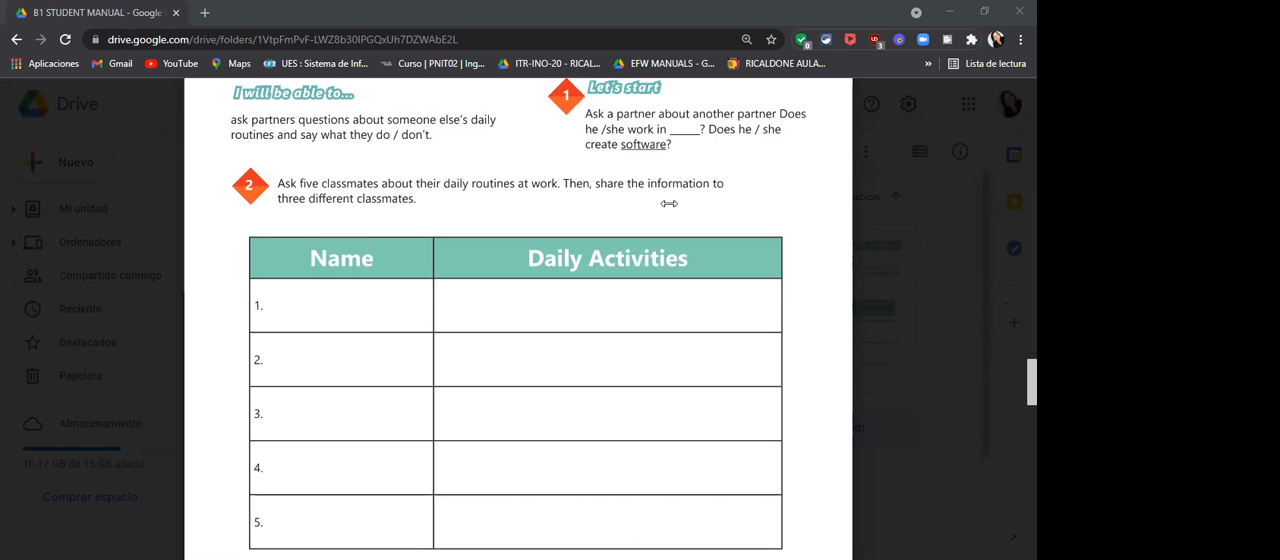 B1 STUDENT MANUAL - Google
drive.google.com/drive/folders/1VtpFmPvF-LWZ8b30IPGQxUh7DZWAbE2L
Aplicaciones
Gmail
YouTube
Maps
UES : Sistema de Inf...
Curso | PNIT02 | Ing...
ITR-INO-20 - RICAL...
EFW MANUALS - G...
RICALDONE AULA...
»
Lista de lectura
Drive
Nuevo
Mi unidad
Ordenadores
Compartido conmigo
Reciente
Destacados
Papelera
Almacenamiento
10,17 GB de 15 GB usado
Comprar espacio
I will be able to...
ask partners questions about someone else's daily
routines and say what they do / don't.
1
Let's start
Ask a partner about another partner Does
he /she work in _____? Does he / she
create software?
2
Ask five classmates about their daily routines at work. Then, share the information to
three different classmates.
Name
Daily Activities
1.
2.
3.
4.
5.